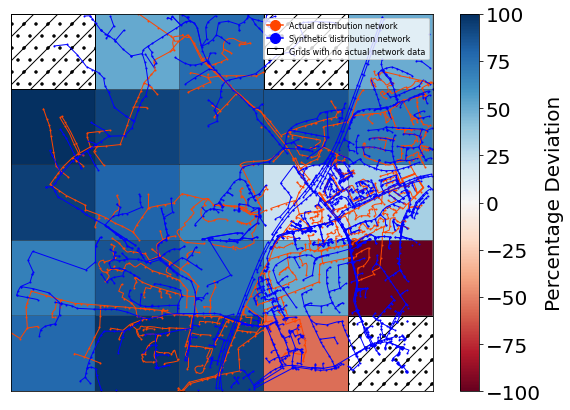 Actual distribution network
Synthetic distribution network
Grids with no actual network data
100
75
50
25
0
−25
−50
−75
−100
Percentage Deviation